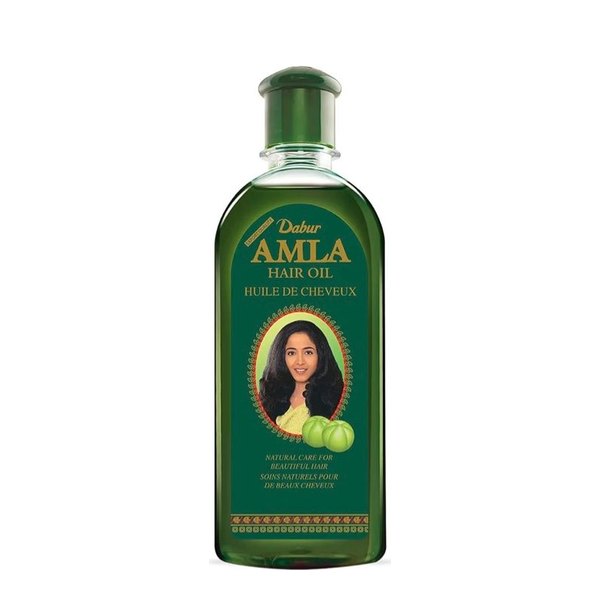 Dabur
AMLA
HAIR OIL
HUILE DE CHEVEUX
NATURAL CARE FOR
BEAUTIFUL HAIR
SOINS NATURELS POUR
DE BEAUX CHEVEUX